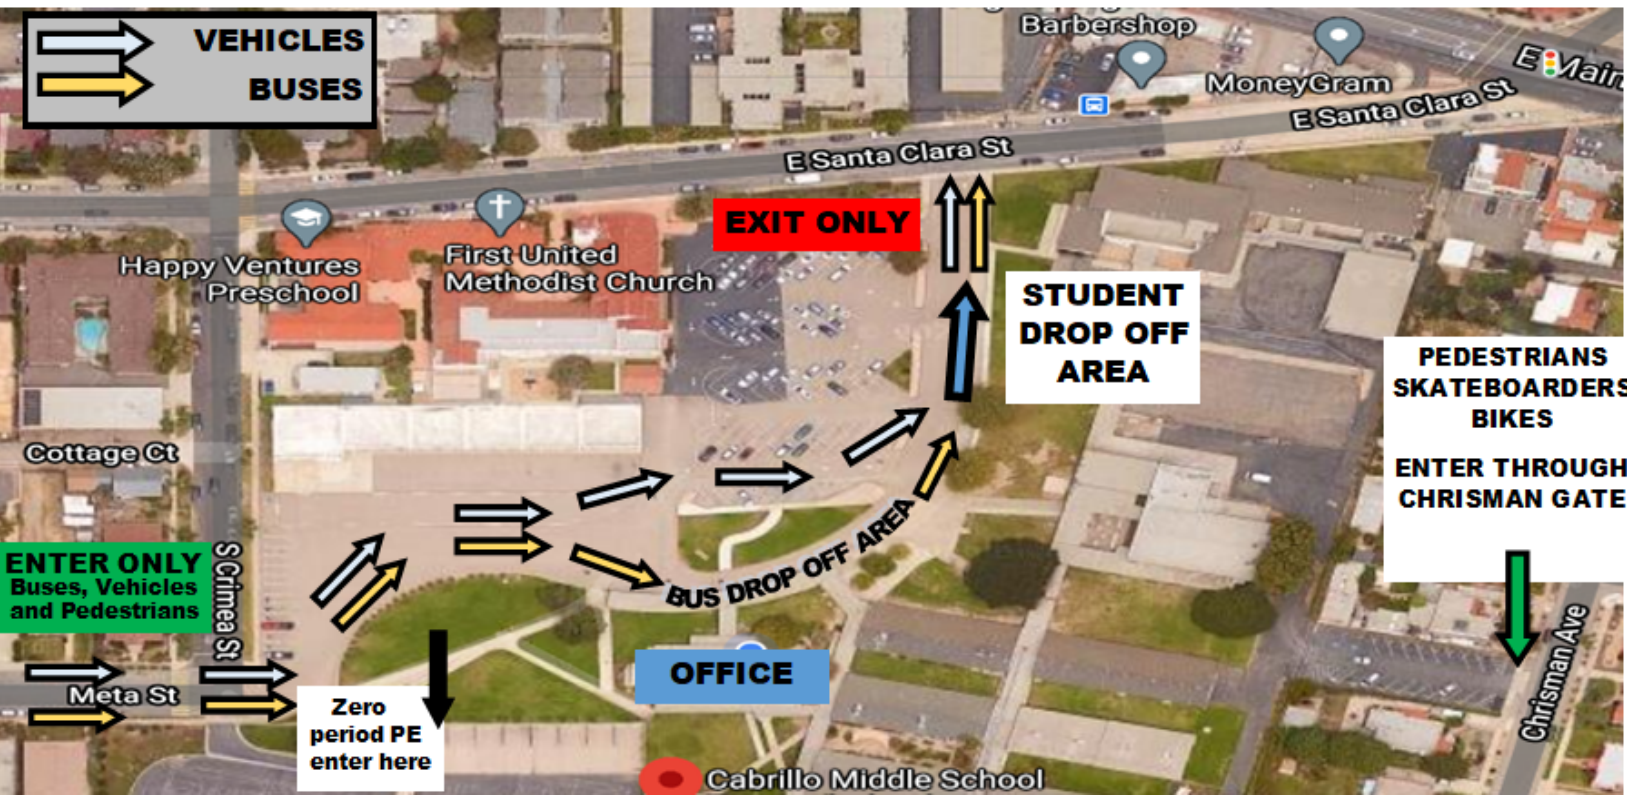 VEHICLES
BUSES
Barbershop
MoneyGram
E Main
E Santa Clara St
E Santa Clara St
EXIT ONLY
Happy Ventures
Preschool
First United
Methodist Church
STUDENT
DROP OFF
AREA
PEDESTRIANS
SKATEBOARDERS
BIKES
ENTER THROUGH
CHRISMAN GATE
Cottage Ct
S Crimea St
ENTER ONLY
Buses, Vehicles
and Pedestrians
BUS DROP OFF AREA
OFFICE
Meta St
Zero
period PE
enter here
Chrisman Ave
Cabrillo Middle School